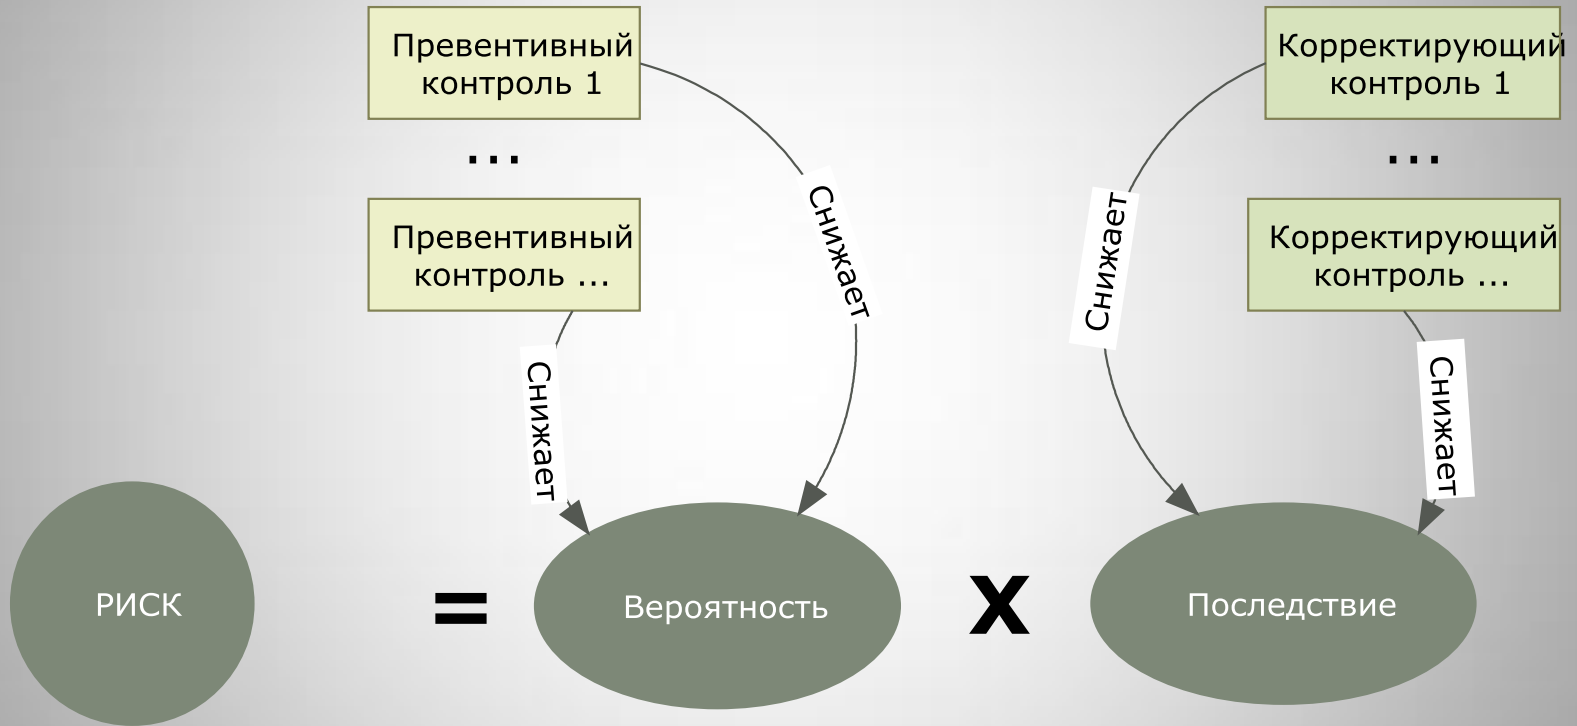 Превентивный
контроль 1
...
Превентивный
контроль ...
Снижает
Снижает
Корректирующий
контроль 1
...
Корректирующий
контроль ...
Снижает
Снижает
РИСК
=
Вероятность
X
Последствие